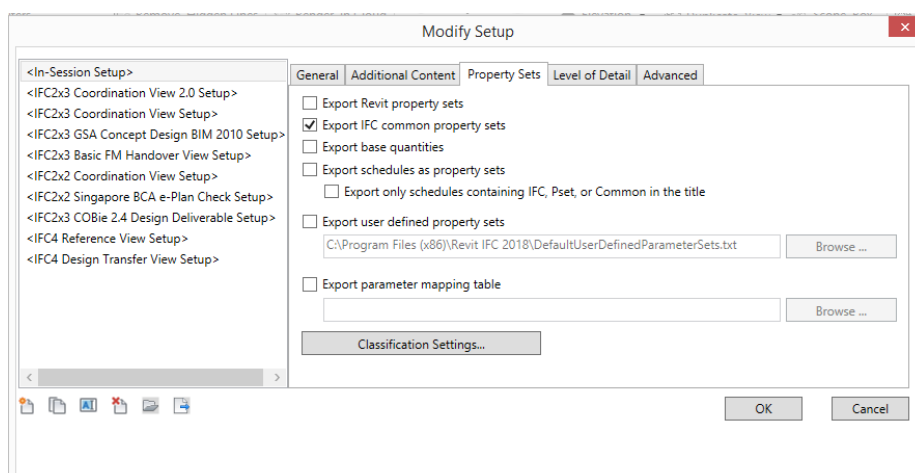 Modify Setup
<In-Session Setup>
<IFC2x3 Coordination View 2.0 Setup>
<IFC2x3 Coordination View Setup>
<IFC2x3 GSA Concept Design BIM 2010 Setup>
<IFC2x3 Basic FM Handover View Setup>
<IFC2x2 Coordination View Setup>
<IFC2x2 Singapore BCA e-Plan Check Setup>
<IFC2x3 COBie 2.4 Design Deliverable Setup>
<IFC4 Reference View Setup>
<IFC4 Design Transfer View Setup>
General Additional Content Property Sets Level of Detail Advanced
Export Revit property sets
Export IFC common property sets
Export base quantities
Export schedules as property sets
Export only schedules containing IFC, Pset, or Common in the title
Export user defined property sets
C:\Program Files (x86)\Revit IFC 2018\DefaultUserDefinedParameterSets.txt Browse ...
Export parameter mapping table
Browse ...
Classification Settings...
AI
OK Cancel